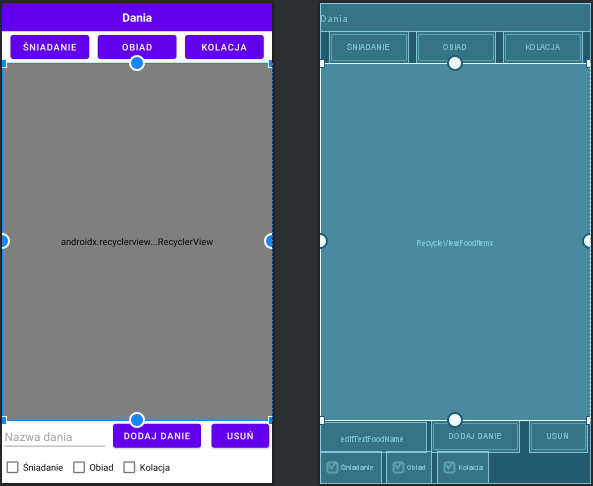 Dania
ŚNIADANIE OBIAD KOLACJA
androidx.recyclerview...RecyclerView
Nazwa dania DODAJ DANIE USUŃ
Śniadanie Obiad Kolacja
Dania
ŚNIADANIE OBIAD KOLACJA
RecycleViewFoodItems
editTextFoodName DODAJ DANIE USUŃ
Śniadanie Obiad Kolacja